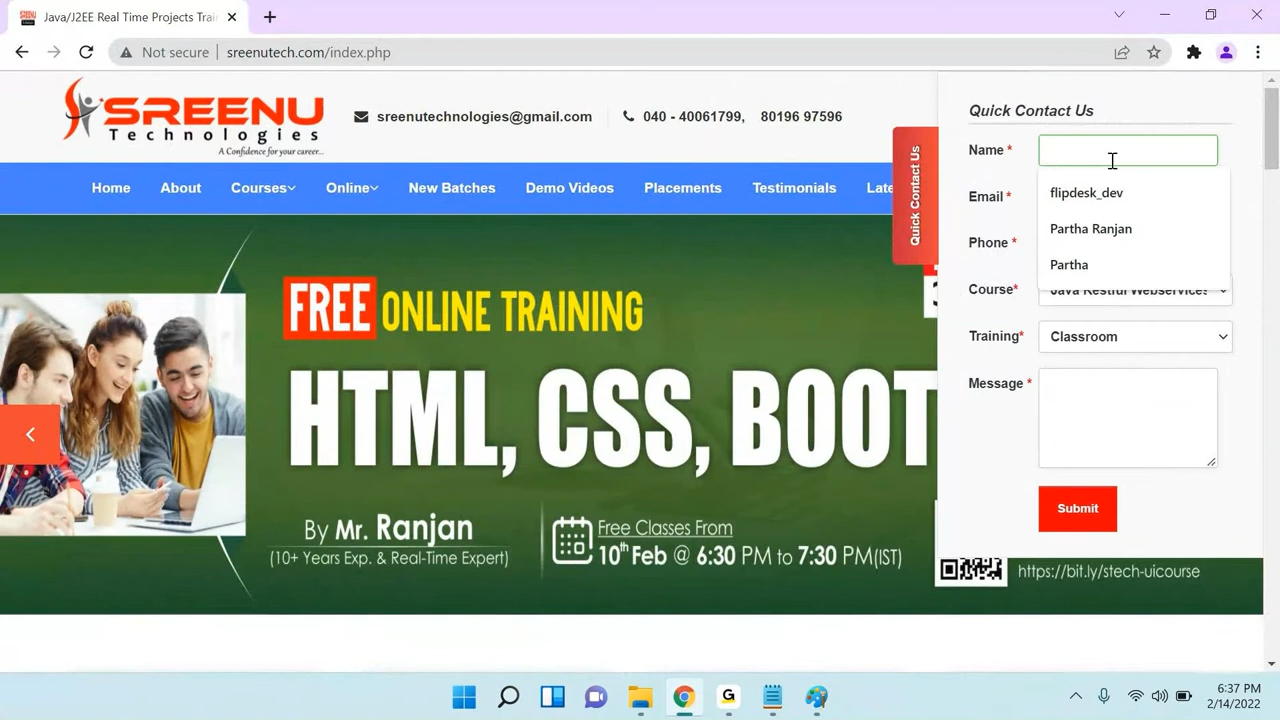 Java/J2EE Real Time Projects Trai
Not secure
sreenutech.com/index.php
SREENU
Technologies
A Confidence for your career...
sreenutechnologies@gmail.com
040 - 40061799, 80196 97596
Home About Courses Online New Batches Demo Videos Placements Testimonials Late
Quick Contact Us
Quick Contact Us
Name *
flipdesk_dev
Email *
Partha Ranjan
Phone *
Partha
Course*
Java Restful Webservices
Training*
Classroom
Message *
Submit
FREE ONLINE TRAINING
HTML, CSS, BOOT
By Mr. Ranjan
(10+ Years Exp. & Real-Time Expert)
Free Classes From
10th Feb @ 6:30 PM to 7:30 PM(IST)
https://bit.ly/stech-uicourse
G
6:37 PM
2/14/2022